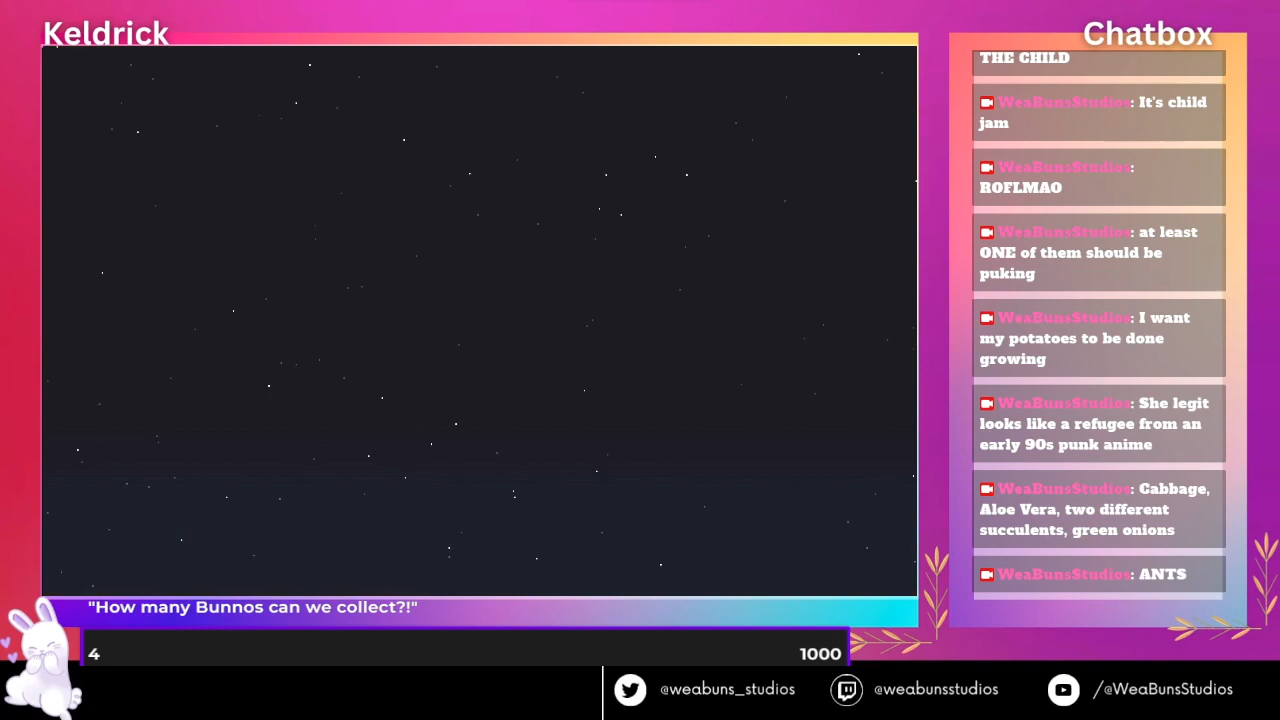 Keldrick
Chatbox
THE CHILD
WeaBunsStudios: It's child
jam
WeaBunsStudios:
ROFLMAO
WeaBunsStudios: at least
ONE of them should be
puking
WeaBunsStudios: I want
my potatoes to be done
growing
WeaBunsStudios: She legit
looks like a refugee from an
early 90s punk anime
WeaBunsStudios: Cabbage,
Aloe Vera, two different
succulents, green onions
WeaBunsStudios: ANTS
"How many Bunnos can we collect?!"
4 1000
@weabuns_studios @weabunsstudios /@WeaBunsStudios